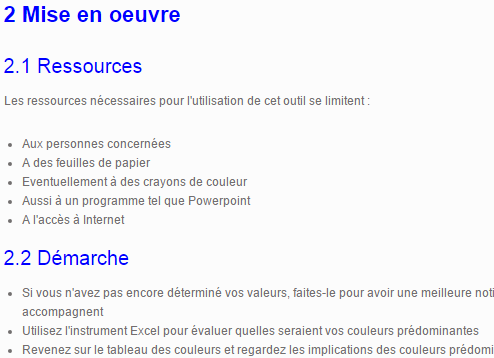 2 Mise en oeuvre
2.1 Ressources
Les ressources nécessaires pour l'utilisation de cet outil se limitent :
Aux personnes concernées
A des feuilles de papier
Eventuellement à des crayons de couleur
Aussi à un programme tel que Powerpoint
A l'accès à Internet
2.2 Démarche
Si vous n'avez pas encore déterminé vos valeurs, faites-le pour avoir une meilleure
accompagnent
Utilisez l'instrument Excel pour évaluer quelles seraient vos couleurs prédominantes
Revenez sur le tableau des couleurs et regardez les implications des couleurs